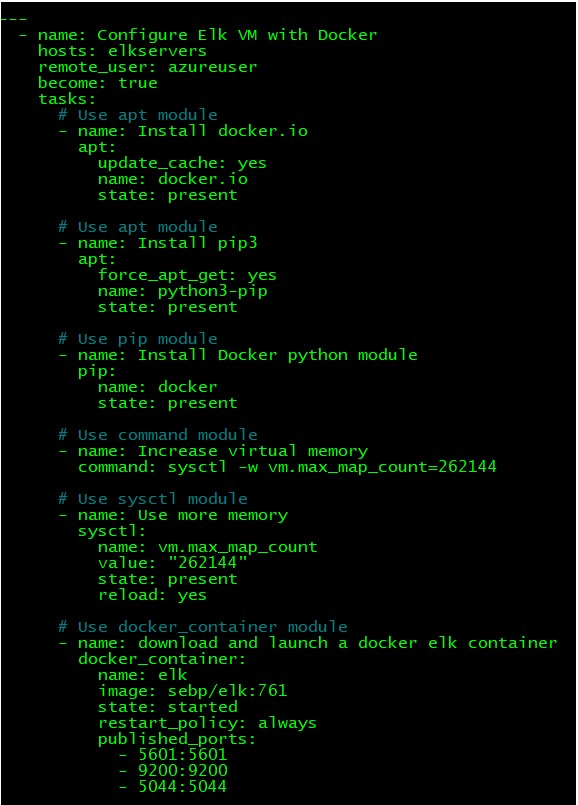 ---
  - name: Configure Elk VM with Docker
    hosts: elkservers
    remote_user: azureuser
    become: true
    tasks:
      # Use apt module
      - name: Install docker.io
        apt:
          update_cache: yes
          name: docker.io
          state: present

      # Use apt module
      - name: Install pip3
        apt:
          force_apt_get: yes
          name: python3-pip
          state: present

      # Use pip module
      - name: Install Docker python module
        pip:
          name: docker
          state: present

      # Use command module
      - name: Increase virtual memory
        command: sysctl -w vm.max_map_count=262144

      # Use sysctl module
      - name: Use more memory
        sysctl:
          name: vm.max_map_count
          value: "262144"
          state: present
          reload: yes

      # Use docker_container module
      - name: download and launch a docker elk container
        docker_container:
          name: elk
          image: sebp/elk:761
          state: started
          restart_policy: always
          published_ports:
            - 5601:5601
            - 9200:9200
            - 5044:5044